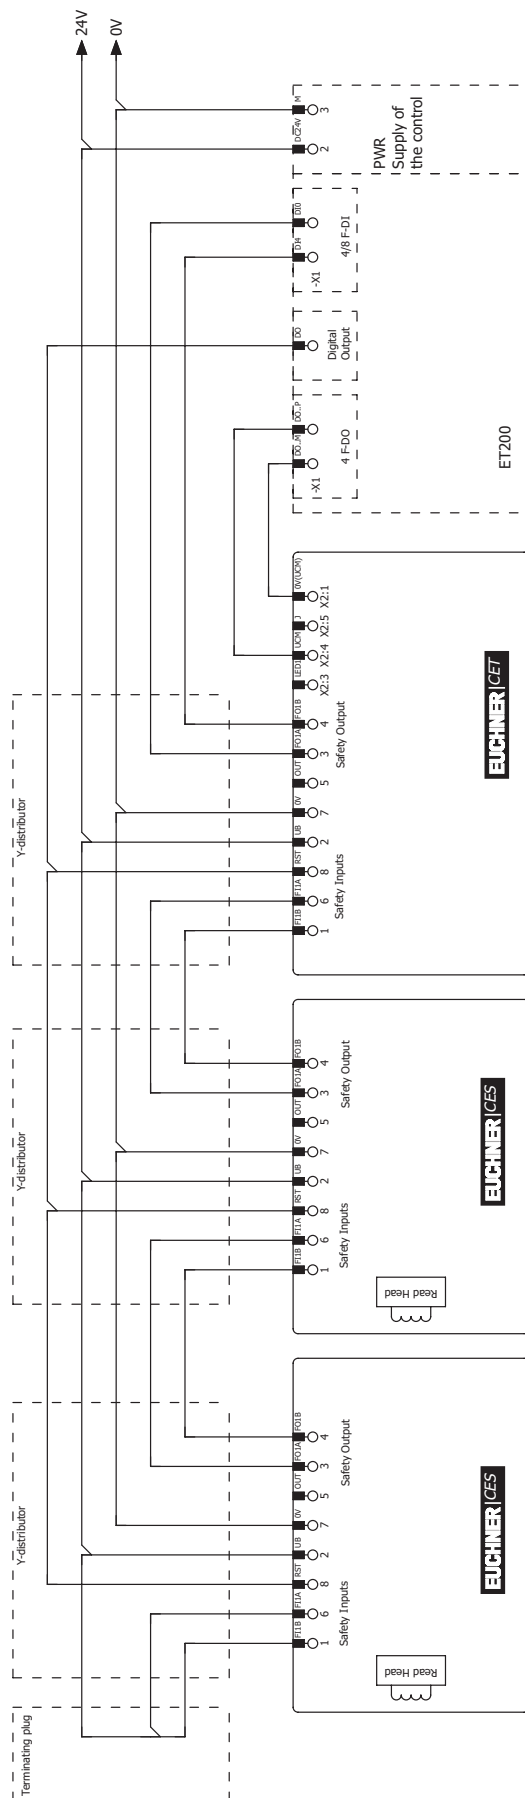 24V
0V
M
3
DC24V
2
PWR
Supply of
the control
DI0
DI4
-X1
4/8 F-DI
DO
Digital
Output
DO..P
DO..M
-X1
4 F-DO
ET200
0V(UCM)
X2:1
J
X2:5
UCM
X2:4
LED1
X2:3
FO1B
4
FO1A
3
Safety Output
OUT
5
0V
7
UB
2
RST
8
FI1A
6
FI1B
1
Safety Inputs
EUCHNER|CET
Y-distributor
FO1B
4
FO1A
3
Safety Output
OUT
5
0V
7
UB
2
RST
8
FI1A
6
FI1B
1
Safety Inputs
EUCHNER|CES
Read Head
Y-distributor
FO1B
4
FO1A
3
Safety Output
OUT
5
0V
7
UB
2
RST
8
FI1A
6
FI1B
1
Safety Inputs
EUCHNER|CES
Read Head
Y-distributor
Terminating plug